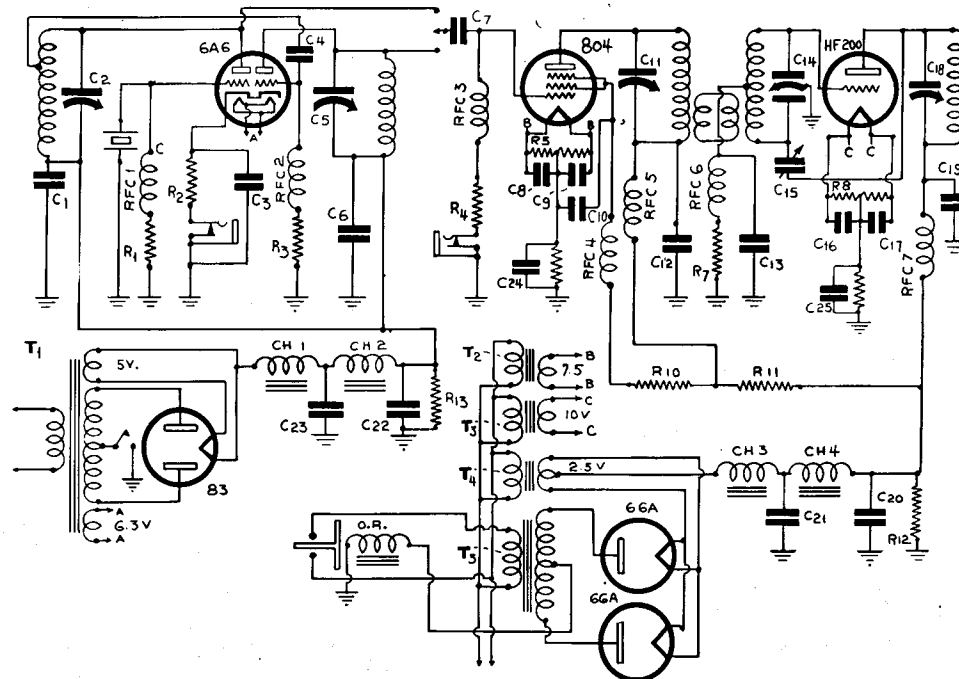 C2
6A6
C4
C7
804
C11
C14
HF200
C18
C5
RFC3
C
RFC1
R2
C3
RFC2
C1
R1
R3
C6
R4
B
B
R5
C8
C9
C10
RFC4
C24
RFC5
C12
RFC6
R7
C13
C15
C
C
R8
C16
C17
C25
RFC7
C19
A
A
T1
5V.
CH1
CH2
C23
C22
R13
83
A
A
6.3V
A
T2
7.5
B
B
T3
10V
C
C
T4
2.5V
R10
R11
CH3
CH4
C21
C20
R12
O.R.
T5
66A
66A